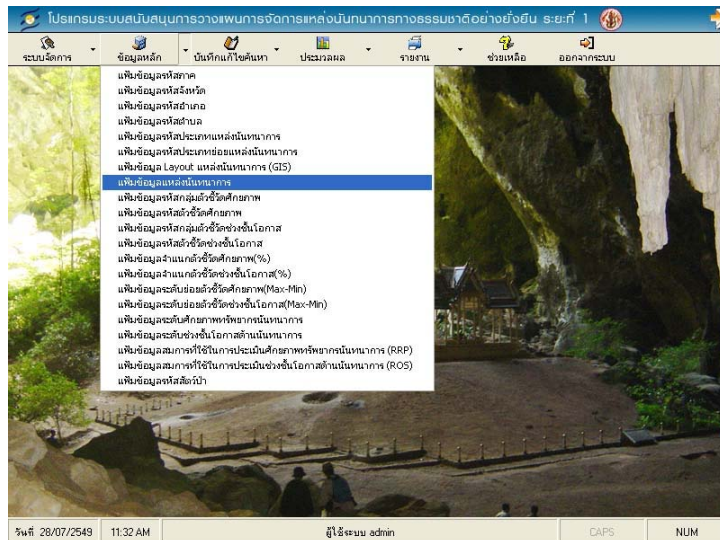 โปรแกรมระบบสนับสนุนการวางแผนการจัดการแหล่งนันทนาการทางธรรมชาติอย่างยั่งยืน ระยะที่ 1
ระบบจัดการ ข้อมูลหลัก บันทึกแก้ไขค้นหา ประมวลผล รายงาน ช่วยเหลือ ออกจากระบบ
แฟ้มข้อมูลรหัสภาค
แฟ้มข้อมูลรหัสจังหวัด
แฟ้มข้อมูลรหัสอำเภอ
แฟ้มข้อมูลรหัสตำบล
แฟ้มข้อมูลรหัสประเภทแหล่งนันทนาการ
แฟ้มข้อมูลรหัสประเภทย่อยแหล่งนันทนาการ
แฟ้มข้อมูล Layout แหล่งนันทนาการ (GIS)
แฟ้มข้อมูลแหล่งนันทนาการ
แฟ้มข้อมูลรหัสกลุ่มตัวชี้วัดศักยภาพ
แฟ้มข้อมูลรหัสตัวชี้วัดศักยภาพ
แฟ้มข้อมูลรหัสกลุ่มตัวชี้วัดช่วงชั้นโอกาส
แฟ้มข้อมูลรหัสตัวชี้วัดช่วงชั้นโอกาส
แฟ้มข้อมูลจำแนกตัวชี้วัดศักยภาพ(%)
แฟ้มข้อมูลจำแนกตัวชี้วัดช่วงชั้นโอกาส(%)
แฟ้มข้อมูลระดับย่อยตัวชี้วัดศักยภาพ(Max-Min)
แฟ้มข้อมูลระดับย่อยตัวชี้วัดช่วงชั้นโอกาส(Max-Min)
แฟ้มข้อมูลระดับศักยภาพทรัพยากรนันทนาการ
แฟ้มข้อมูลระดับช่วงชั้นโอกาสด้านนันทนาการ
แฟ้มข้อมูลสมการที่ใช้ในการประเมินศักยภาพทรัพยากรนันทนาการ (RRP)
แฟ้มข้อมูลสมการที่ใช้ในการประเมินช่วงชั้นโอกาสด้านนันทนาการ (ROS)
แฟ้มข้อมูลรหัสสัตว์ป่า
วันที่ 28/07/2549 11:32 AM ผู้ใช้ระบบ admin CAPS NUM